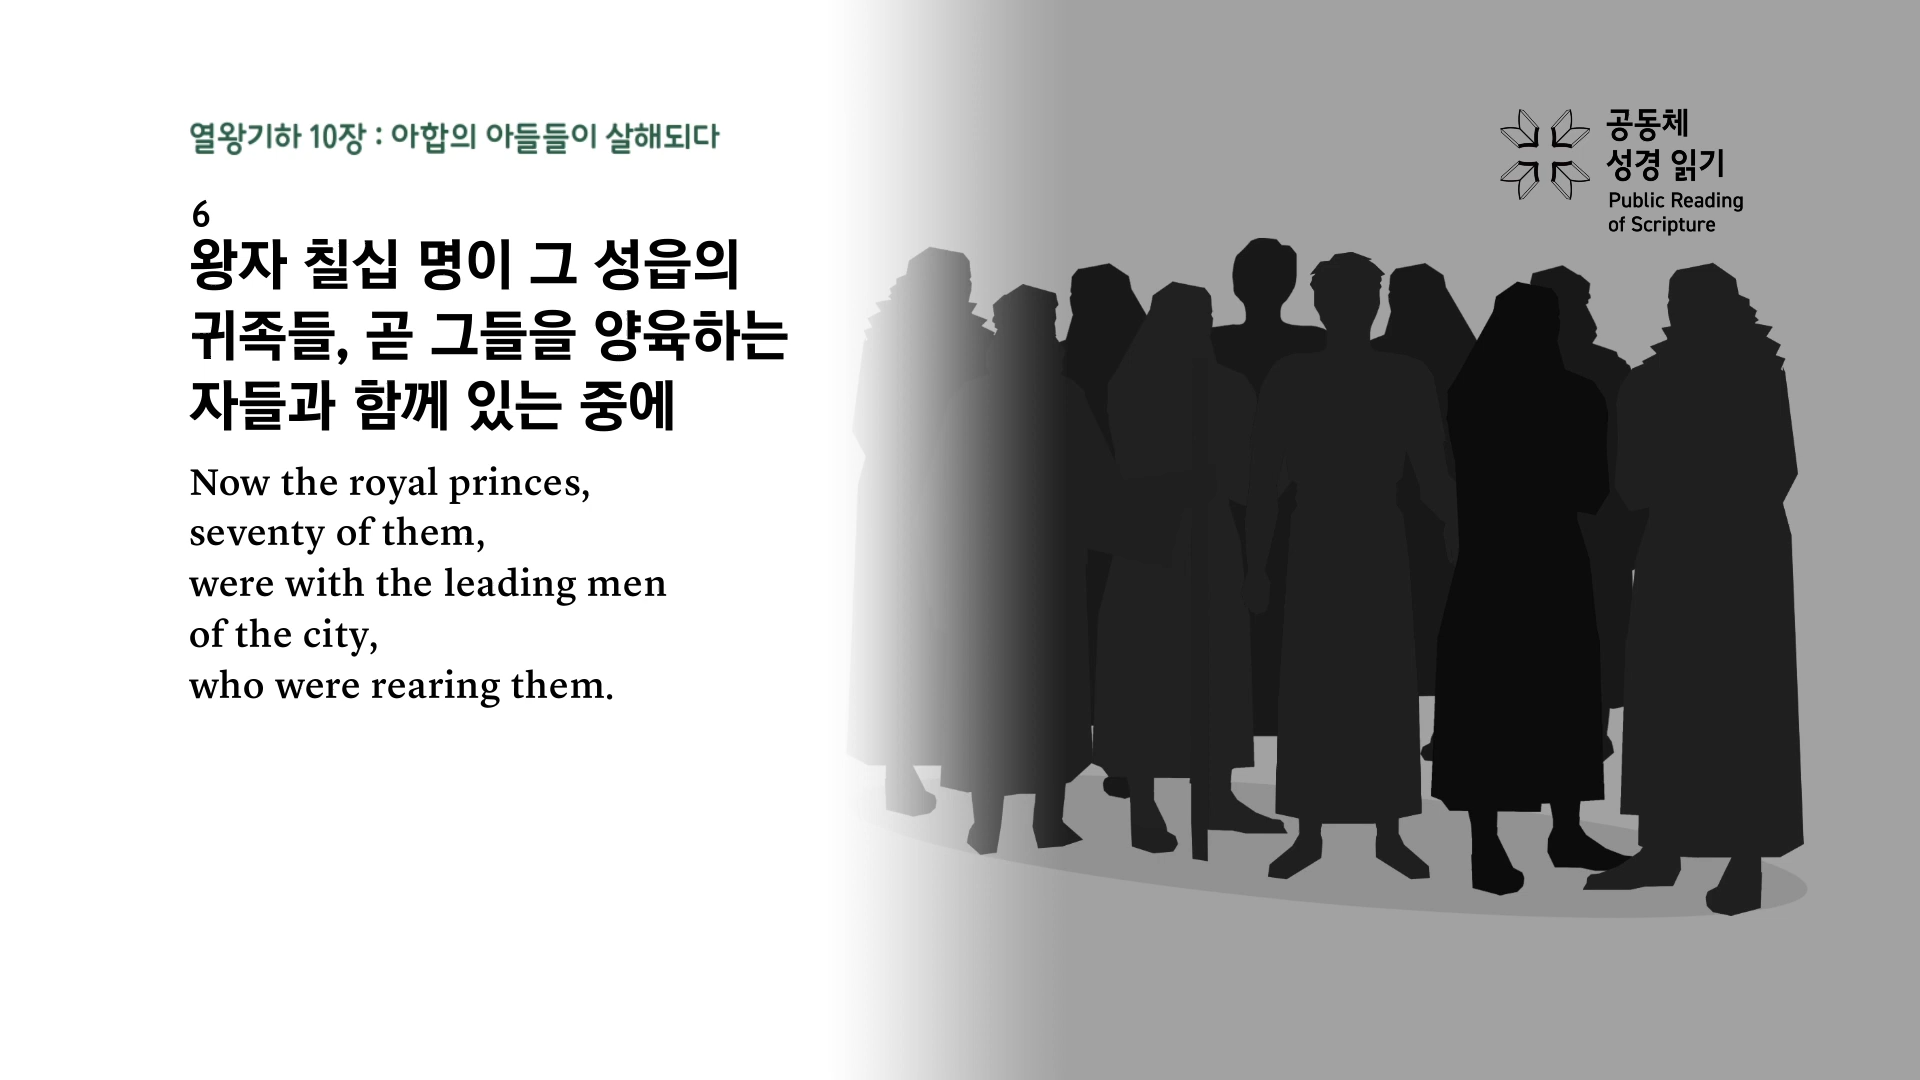 열왕기하 10장 : 아합의 아들들이 살해되다
6
왕자 칠십 명이 그 성읍의
귀족들, 곧 그들을 양육하는
자들과 함께 있는 중에
Now the royal princes,
seventy of them,
were with the leading men
of the city,
who were rearing them.
공동체
성경 읽기
Public Reading
of Scripture